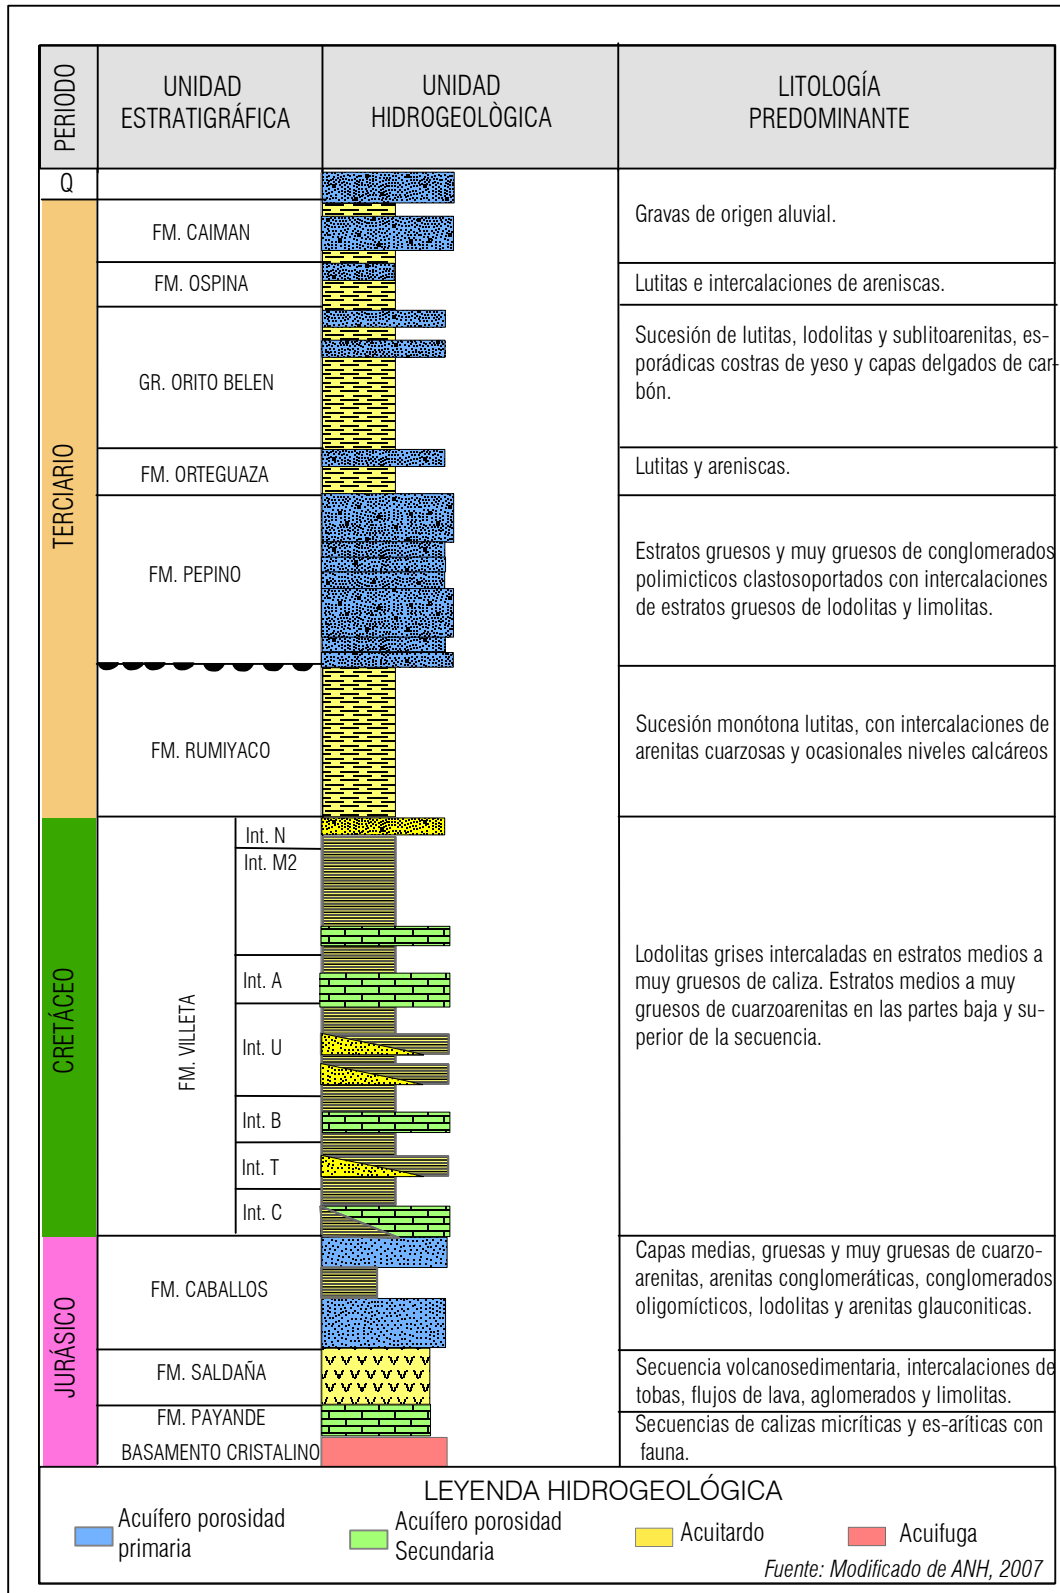 PERIODO
UNIDAD
ESTRATIGRÁFICA
UNIDAD
HIDROGEOLÒGICA
LITOLOGÍA
PREDOMINANTE
Q
TERCIARIO
FM. CAIMAN
Gravas de origen aluvial.
FM. OSPINA
Lutitas e intercalaciones de areniscas.
GR. ORITO BELEN
Sucesión de lutitas, lodolitas y sublitoarenitas, es-
porádicas costras de yeso y capas delgados de car-
bón.
FM. ORTEGUAZA
Lutitas y areniscas.
FM. PEPINO
Estratos gruesos y muy gruesos de conglomerados
polimicticos clastosoportados con intercalaciones
de estratos gruesos de lodolitas y limolitas.
FM. RUMIYACO
Sucesión monótona lutitas, con intercalaciones de
arenitas cuarzosas y ocasionales niveles calcáreos
CRETÁCEO
FM. VILLETA
Int. N
Int. M2
Int. A
Int. U
Int. B
Int. T
Int. C
Lodolitas grises intercaladas en estratos medios a
muy gruesos de caliza. Estratos medios a muy
gruesos de cuarzoarenitas en las partes baja y su-
perior de la secuencia.
JURÁSICO
FM. CABALLOS
Capas medias, gruesas y muy gruesas de cuarzo-
arenitas, arenitas conglomeráticas, conglomerados
oligomícticos, lodolitas y arenitas glauconiticas.
FM. SALDAÑA
Secuencia volcanosedimentaria, intercalaciones de
tobas, flujos de lava, aglomerados y limolitas.
FM. PAYANDE
Secuencias de calizas micríticas y es-aríticas con
fauna.
BASAMENTO CRISTALINO
LEYENDA HIDROGEOLÓGICA
Acuífero porosidad
primaria
Acuífero porosidad
Secundaria
Acuitardo
Acuifuga
Fuente: Modificado de ANH, 2007